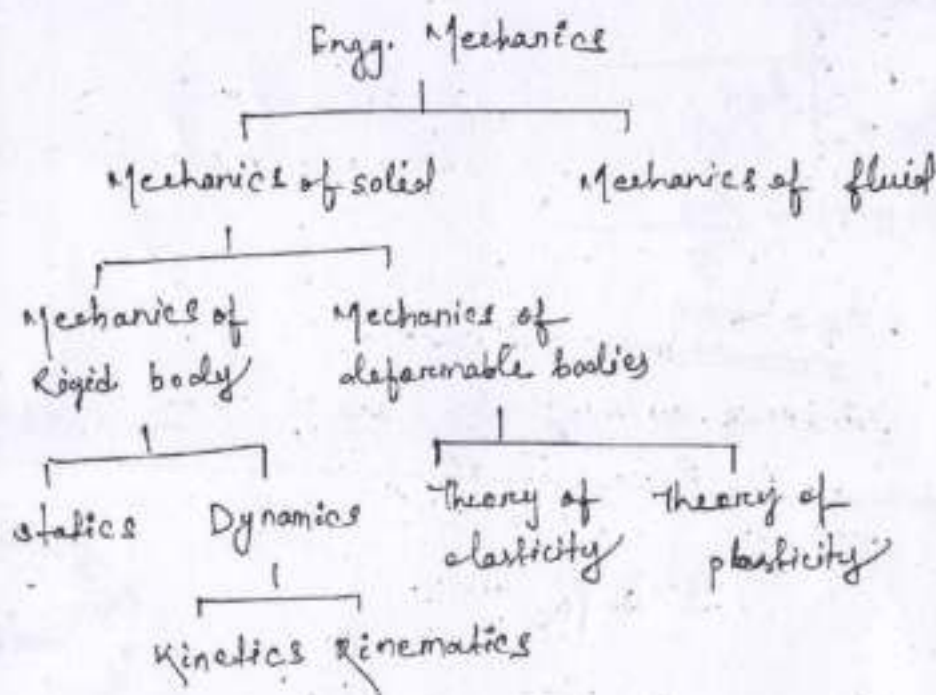 Engg. Mechanics
Mechanics of solid Mechanics of fluid
Mechanics of Mechanics of
Rigid body deformable bodies
statics Dynamics Theory of Theory of
elasticity plasticity
Kinetics Kinematics